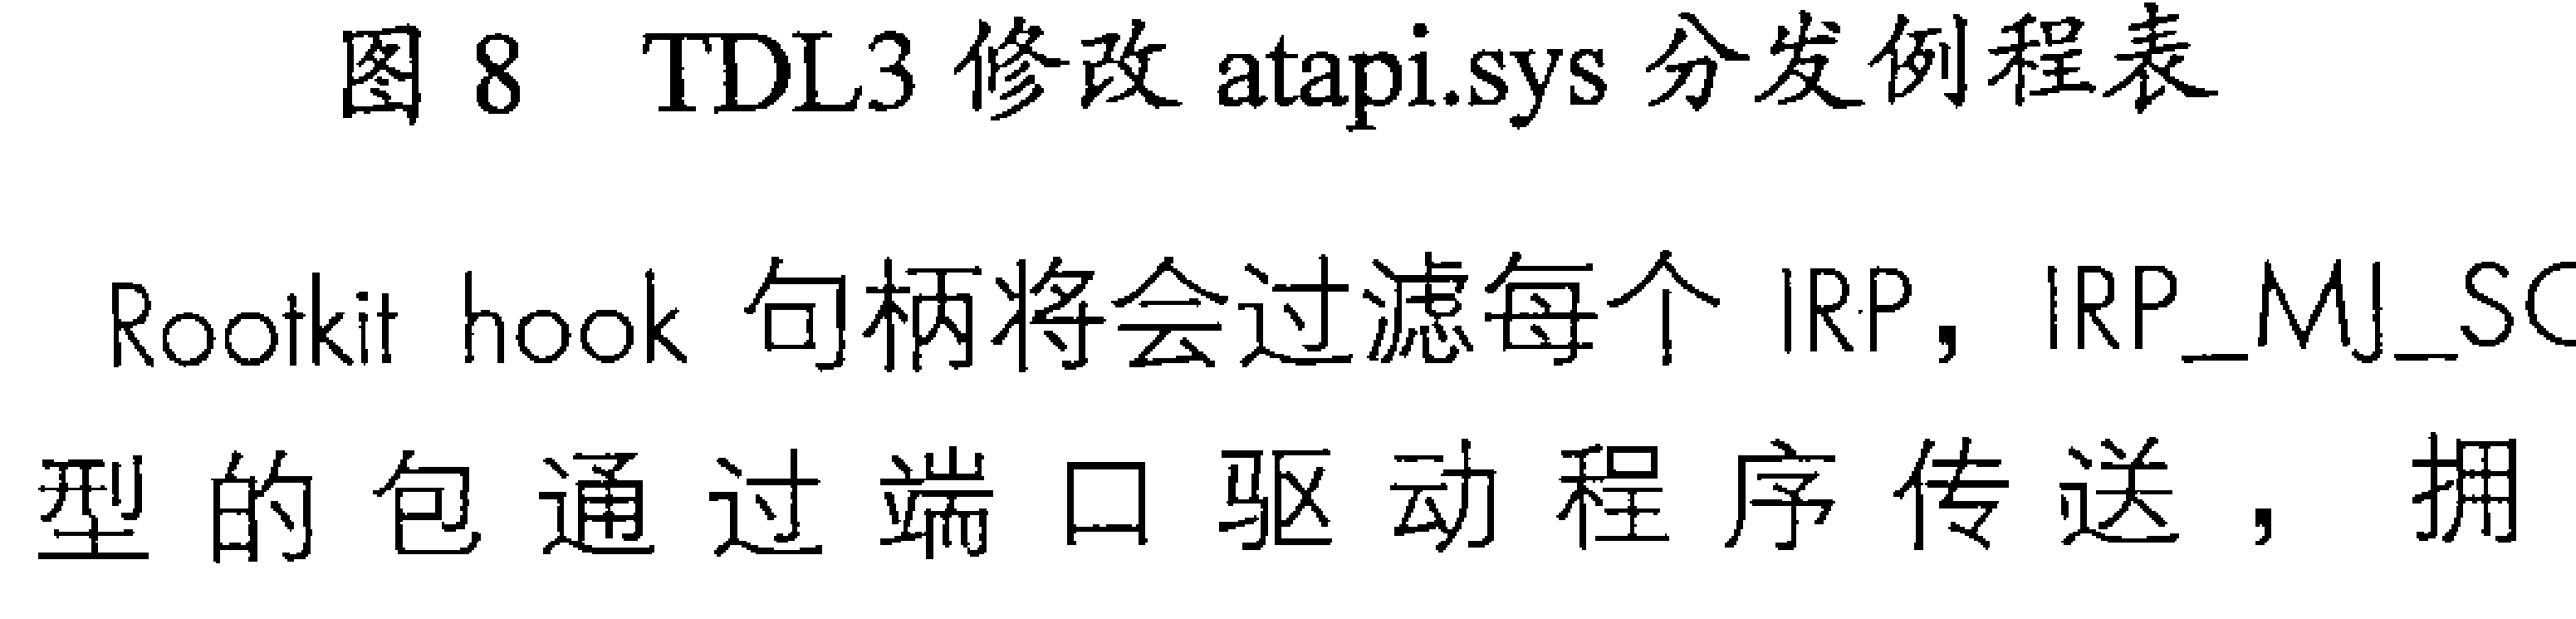 图 8 TDL3 修改 atapi.sys 分发例程表
Rootkit hook 句柄将会过滤每个 IRP，IRP_MJ_SC
型的包通过端口驱动程序传送，拥